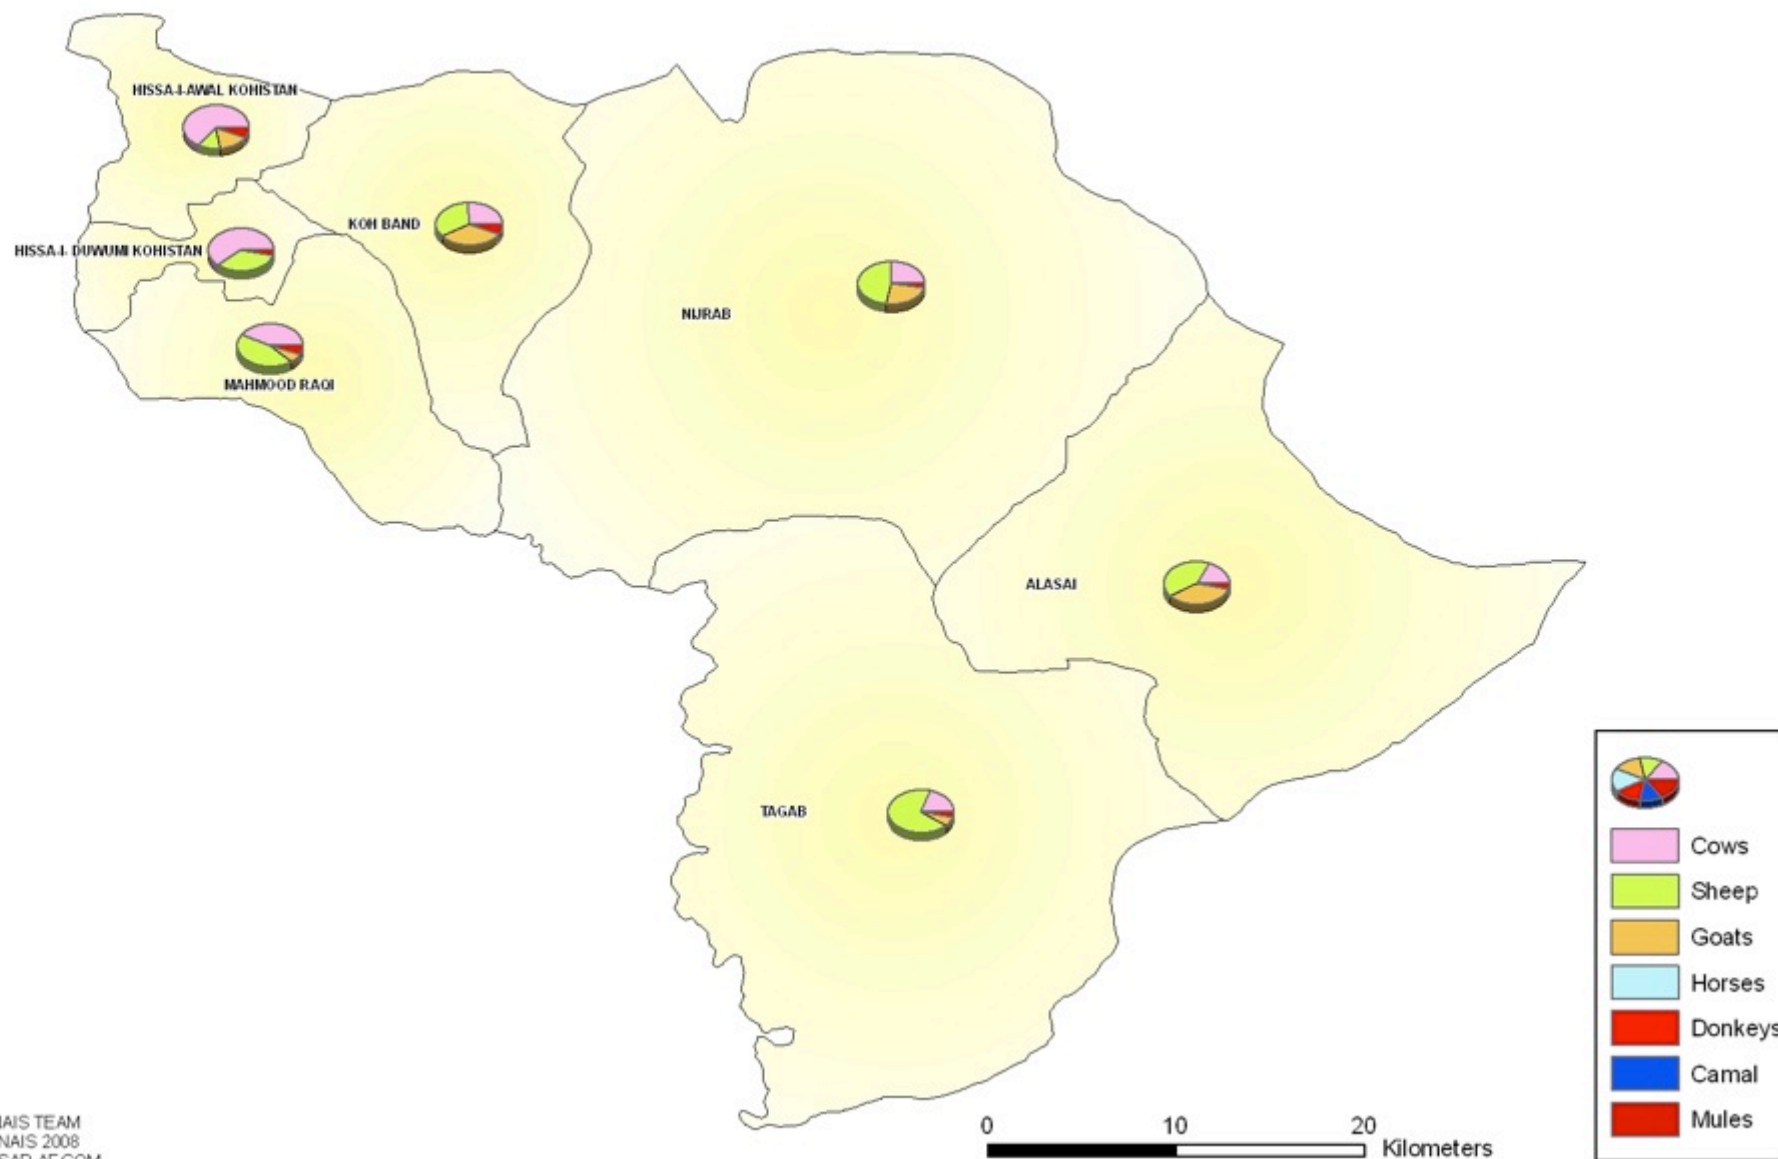 HISSA-I-AWAL KOHISTAN
KOH BAND
HISSA-I- DUWUMI KOHISTAN
NIJRAB
MAHMOOD RAQI
ALASAI
TAGAB
Cows
Sheep
Goats
Horses
Donkeys
Camal
Mules
NAIS TEAM
NAIS 2008
0 10 20
Kilometers